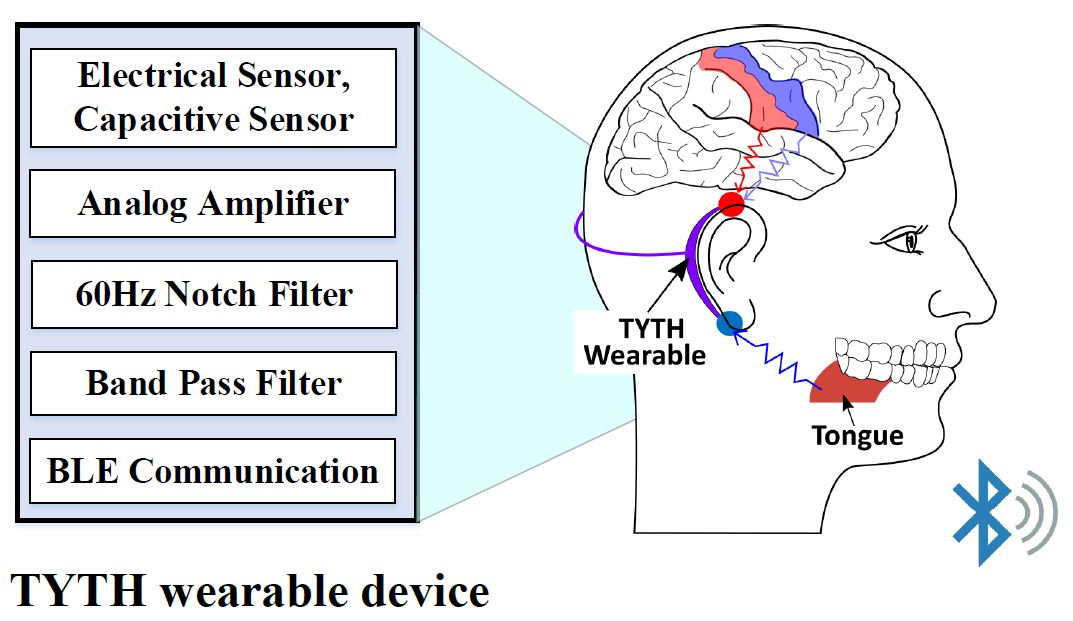 Electrical Sensor,
Capacitive Sensor
Analog Amplifier
60Hz Notch Filter
Band Pass Filter
BLE Communication
TYTH
Wearable
Tongue
TYTH wearable device